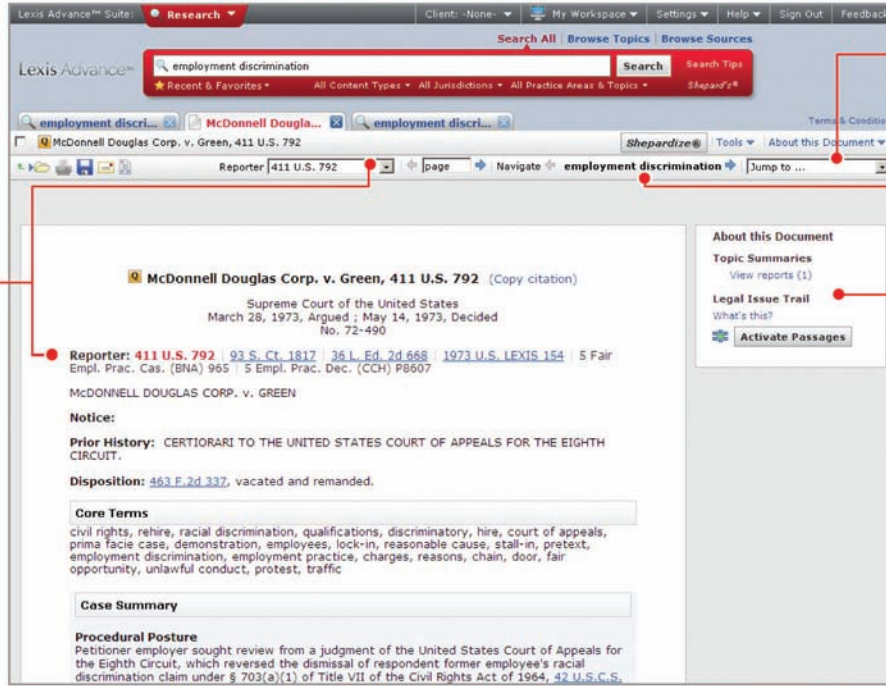 Lexis Advance™ Suite: Research Client: -None- My Workspace Settings Help Sign Out Feedback
Search All | Browse Topics | Browse Sources
Lexis Advance™ employment discrimination Search Search Tips
Recent & Favorites All Content Types All Jurisdictions All Practice Areas & Topics Shepard's®
employment discri... McDonnell Dougla... employment discri... Terms & Conditio
McDonnell Douglas Corp. v. Green, 411 U.S. 792 Shepardize® Tools About this Document
Reporter 411 U.S. 792 page Navigate employment discrimination Jump to ...
About this Document
Topic Summaries
View reports (1)
Legal Issue Trail
What's this?
Activate Passages
Q McDonnell Douglas Corp. v. Green, 411 U.S. 792 (Copy citation)
Supreme Court of the United States
March 28, 1973, Argued ; May 14, 1973, Decided
No. 72-490
Reporter: 411 U.S. 792 | 93 S. Ct. 1817 | 36 L. Ed. 2d 668 | 1973 U.S. LEXIS 154 | 5 Fair
Empl. Prac. Cas. (BNA) 965 | 5 Empl. Prac. Dec. (CCH) P8607
McDONNELL DOUGLAS CORP. v. GREEN
Notice:
Prior History: CERTIORARI TO THE UNITED STATES COURT OF APPEALS FOR THE EIGHTH
CIRCUIT.
Disposition: 463 F.2d 337, vacated and remanded.
Core Terms
civil rights, rehire, racial discrimination, qualifications, discriminatory, hire, court of appeals,
prima facie case, demonstration, employees, lock-in, reasonable cause, stall-in, pretext,
employment discrimination, employment practice, charges, reasons, chain, door, fair
opportunity, unlawful conduct, protest, traffic
Case Summary
Procedural Posture
Petitioner employer sought review from a judgment of the United States Court of Appeals for
the Eighth Circuit, which reversed the dismissal of respondent former employee's racial
discrimination claim under § 703(a)(1) of Title VII of the Civil Rights Act of 1964, 42 U.S.C.S.